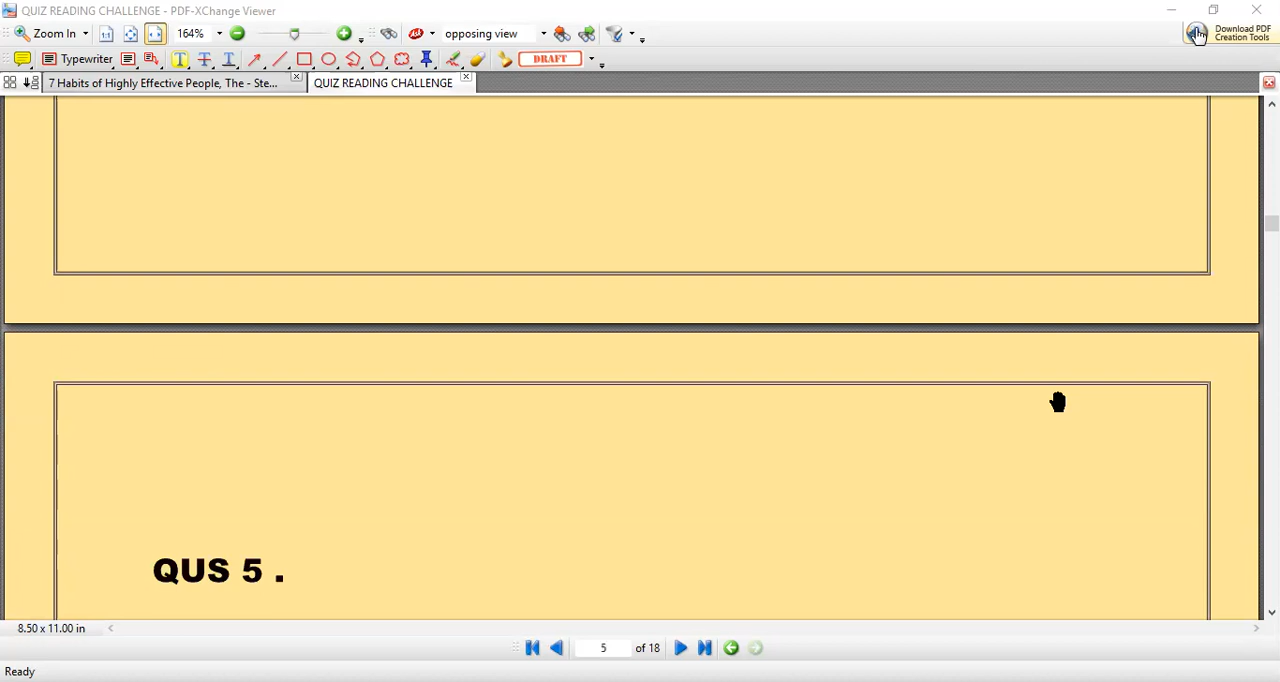 QUIZ READING CHALLENGE - PDF-XChange Viewer
Zoom In
164%
opposing view
Download PDF
Creation Tools
Typewriter
DRAFT
7 Habits of Highly Effective People, The - Ste...
QUIZ READING CHALLENGE
QUS 5 .
8.50 x 11.00 in
5 of 18
Ready